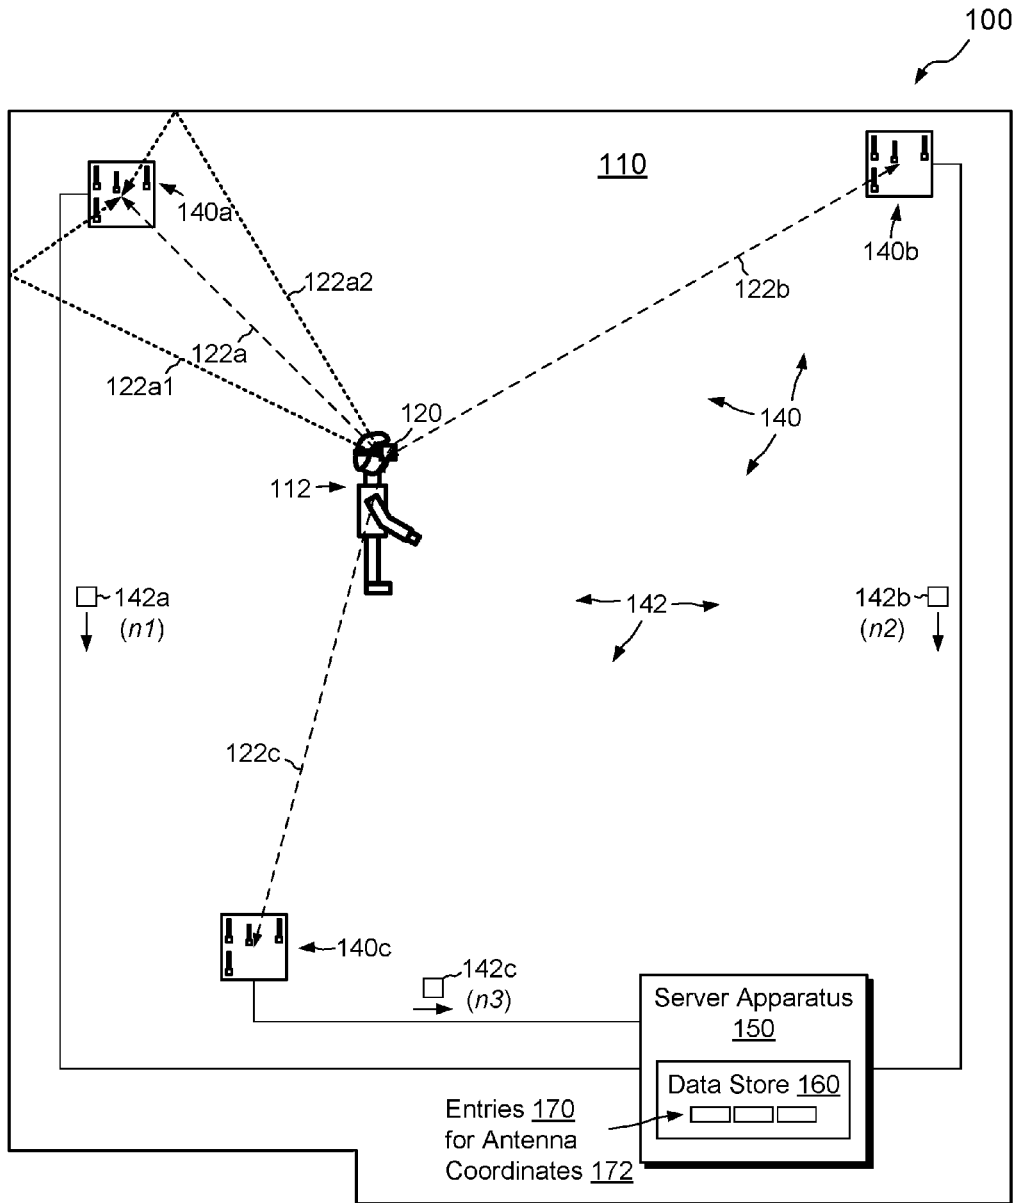 100
110
140a
140b
122a2
122b
122a
122a1
140
120
112
142a
(n1)
142
142b
(n2)
122c
140c
142c
(n3)
Server Apparatus
150
Data Store 160
Entries 170
for Antenna
Coordinates 172